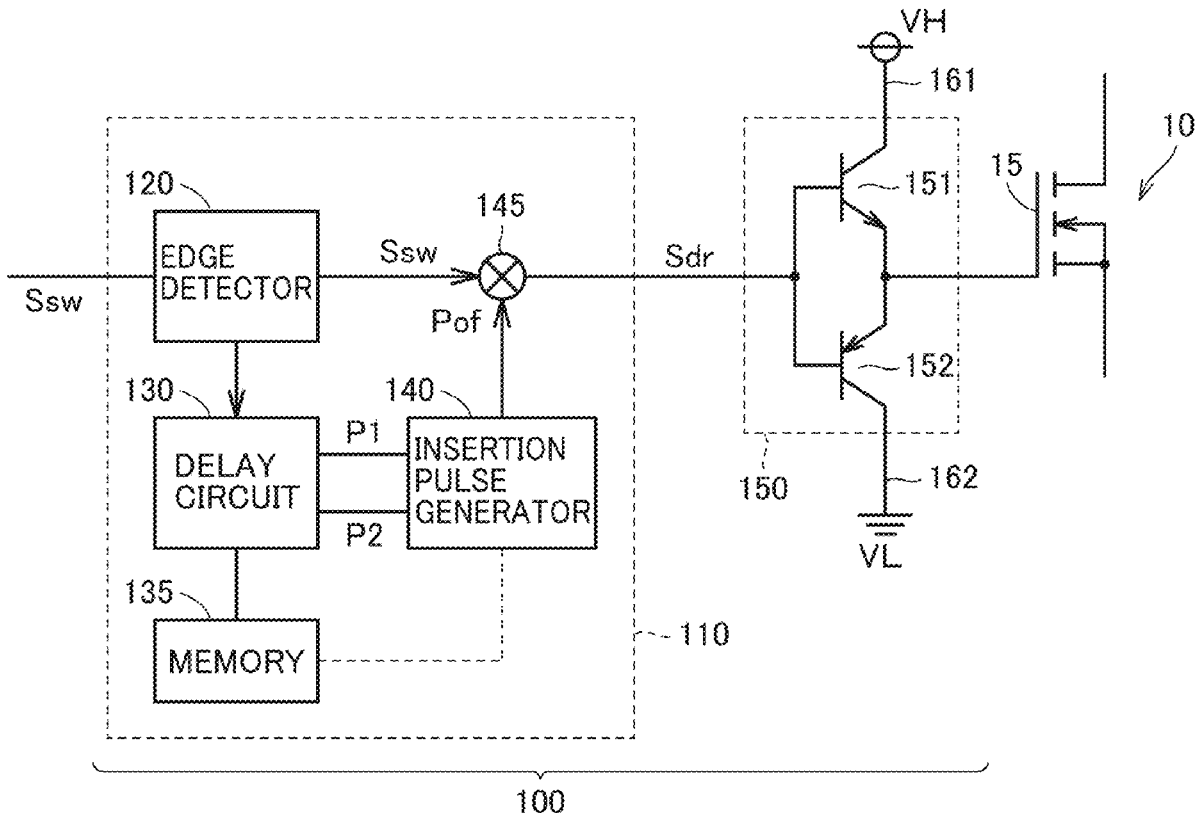 VH
161
10
120
145
15
151
EDGE
DETECTOR
Ssw
Sdr
Ssw
Pof
152
130
140
P1
DELAY
CIRCUIT
INSERTION
PULSE
GENERATOR
150
162
P2
VL
135
110
MEMORY
100